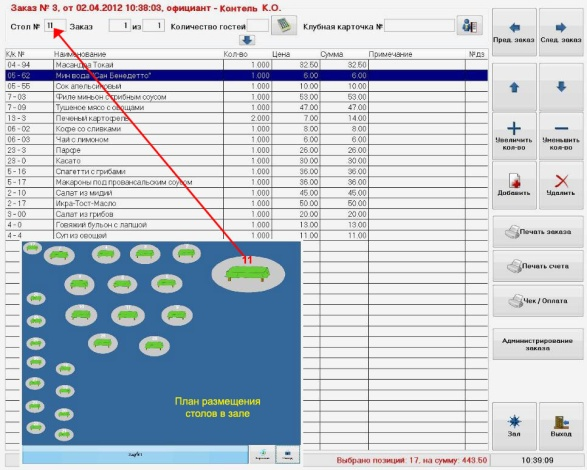 Заказ № 3, от 02.04.2012 10:38:03, официант - Контель К.О.
Стол № 11 Заказ 1 из 1 Количество гостей Клубная карточка №
Пред. заказ След. заказ
К/к № Наименование Кол-во Цена Сумма Примечание №дз
04 - 94 Масандра Токай 1.000 32.50 32.50
05 - 62 Мин вода "Сан Бенедетто" 1.000 6.00 6.00
05 - 55 Сок апельсиновый 1.000 10.00 10.00
7 - 03 Филе миньон с грибным соусом 1.000 53.00 53.00
7 - 09 Тушеное мясо с овощами 1.000 47.00 47.00
13 - 3 Печеный картофель 2.000 7.00 14.00
06 - 02 Кофе со сливками 1.000 8.00 8.00
06 - 03 Чай с лимоном 1.000 6.00 6.00
23 - 3 Парфе 1.000 26.00 26.00
23 - 0 Касато 1.000 30.00 30.00
5 - 16 Спагетти с грибами 1.000 36.00 36.00
5 - 17 Макароны под провансальским соусом 1.000 36.00 36.00
2 - 10 Салат из мидий 1.000 45.00 45.00
2 - 17 Икра-Тост-Масло 1.000 50.00 50.00
3 - 00 Салат из грибов 1.000 20.00 20.00
4 - 0 Говяжий бульон с лапшой 1.000 13.00 13.00
4 - 4 Суп из овощей 1.000 11.00 11.00
Увеличить кол-во
Уменьшить кол-во
Добавить Удалить
Печать заказа
Печать счета
Чек / Оплата
Администрирование заказа
Зал Выход
11
План размещения
столов в зале
Выбрано позиций: 17, на сумму: 443.50
10:39:09